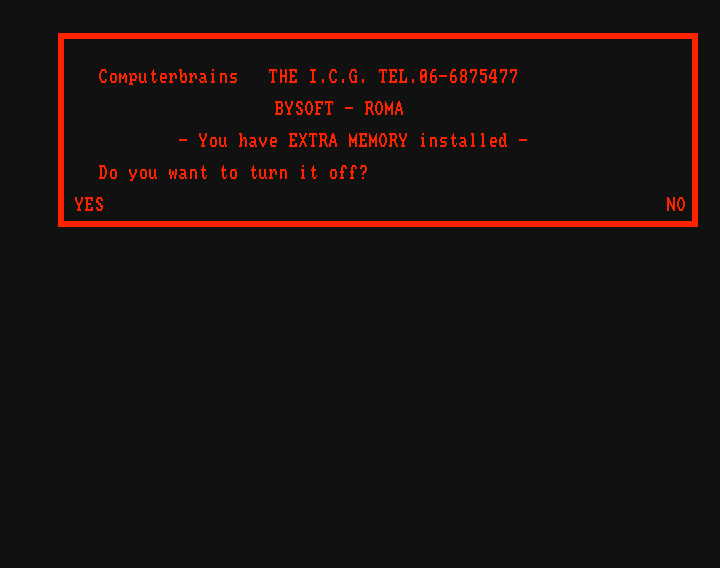 Computerbrains THE I.C.G. TEL.06-6875477
BYSOFT - ROMA
- You have EXTRA MEMORY installed -
Do you want to turn it off?
YES NO